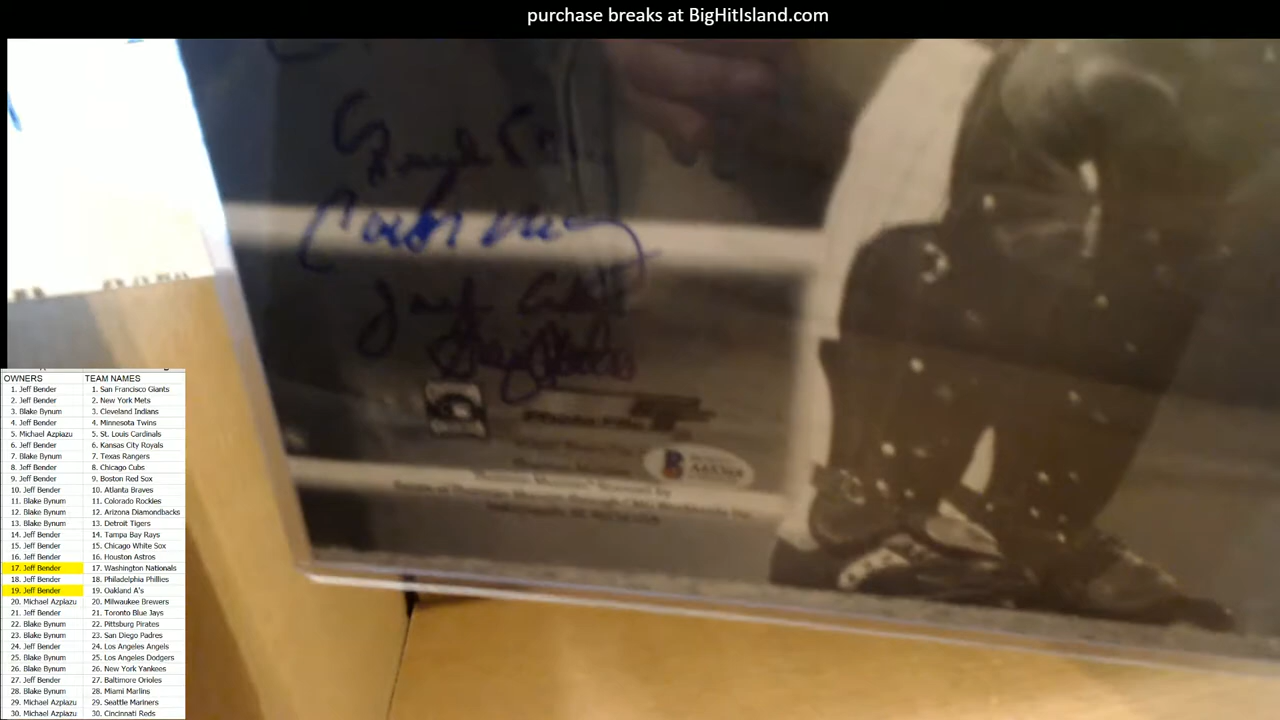 purchase breaks at BigHitIsland.com
OWNERS TEAM NAMES
1. Jeff Bender 1. San Francisco Giants
2. Jeff Bender 2. New York Mets
3. Blake Bynum 3. Cleveland Indians
4. Jeff Bender 4. Minnesota Twins
5. Michael Azpiazu 5. St. Louis Cardinals
6. Jeff Bender 6. Kansas City Royals
7. Blake Bynum 7. Texas Rangers
8. Jeff Bender 8. Chicago Cubs
9. Jeff Bender 9. Boston Red Sox
10. Jeff Bender 10. Atlanta Braves
11. Blake Bynum 11. Colorado Rockies
12. Blake Bynum 12. Arizona Diamondbacks
13. Blake Bynum 13. Detroit Tigers
14. Jeff Bender 14. Tampa Bay Rays
15. Jeff Bender 15. Chicago White Sox
16. Jeff Bender 16. Houston Astros
17. Jeff Bender 17. Washington Nationals
18. Jeff Bender 18. Philadelphia Phillies
19. Jeff Bender 19. Oakland A's
20. Michael Azpiazu 20. Milwaukee Brewers
21. Jeff Bender 21. Toronto Blue Jays
22. Blake Bynum 22. Pittsburg Pirates
23. Blake Bynum 23. San Diego Padres
24. Jeff Bender 24. Los Angeles Angels
25. Blake Bynum 25. Los Angeles Dodgers
26. Blake Bynum 26. New York Yankees
27. Jeff Bender 27. Baltimore Orioles
28. Blake Bynum 28. Miami Marlins
29. Michael Azpiazu 29. Seattle Mariners
30. Michael Azpiazu 30. Cincinnati Reds
Photo File